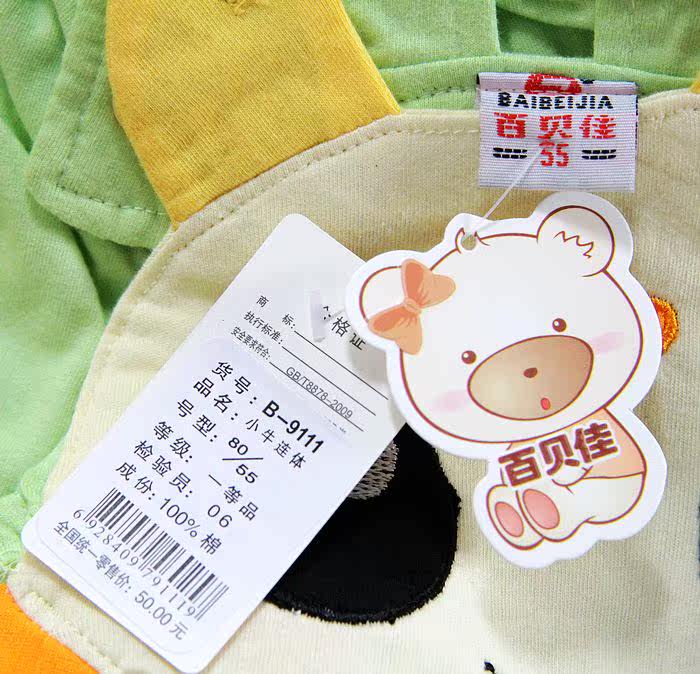 BAIBEIJIA
百贝佳
55
百贝佳
合格证
商 标:
执行标准:
安全要求符合:
GB/T8878-2009
货号: B-9111
品名: 小牛连体
号型: 80/55
等级: 一等品
检验员: 06
成份: 100%棉
6928409791119
全国统一零售价: 50.00元